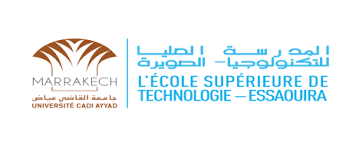 MARRAKECH
جامعة القاضي عياض
UNIVERSITÉ CADI AYYAD
المدرسة العليا
للتكنولوجيا – الصويرة
L'ÉCOLE SUPÉRIEURE DE
TECHNOLOGIE – ESSAOUIRA